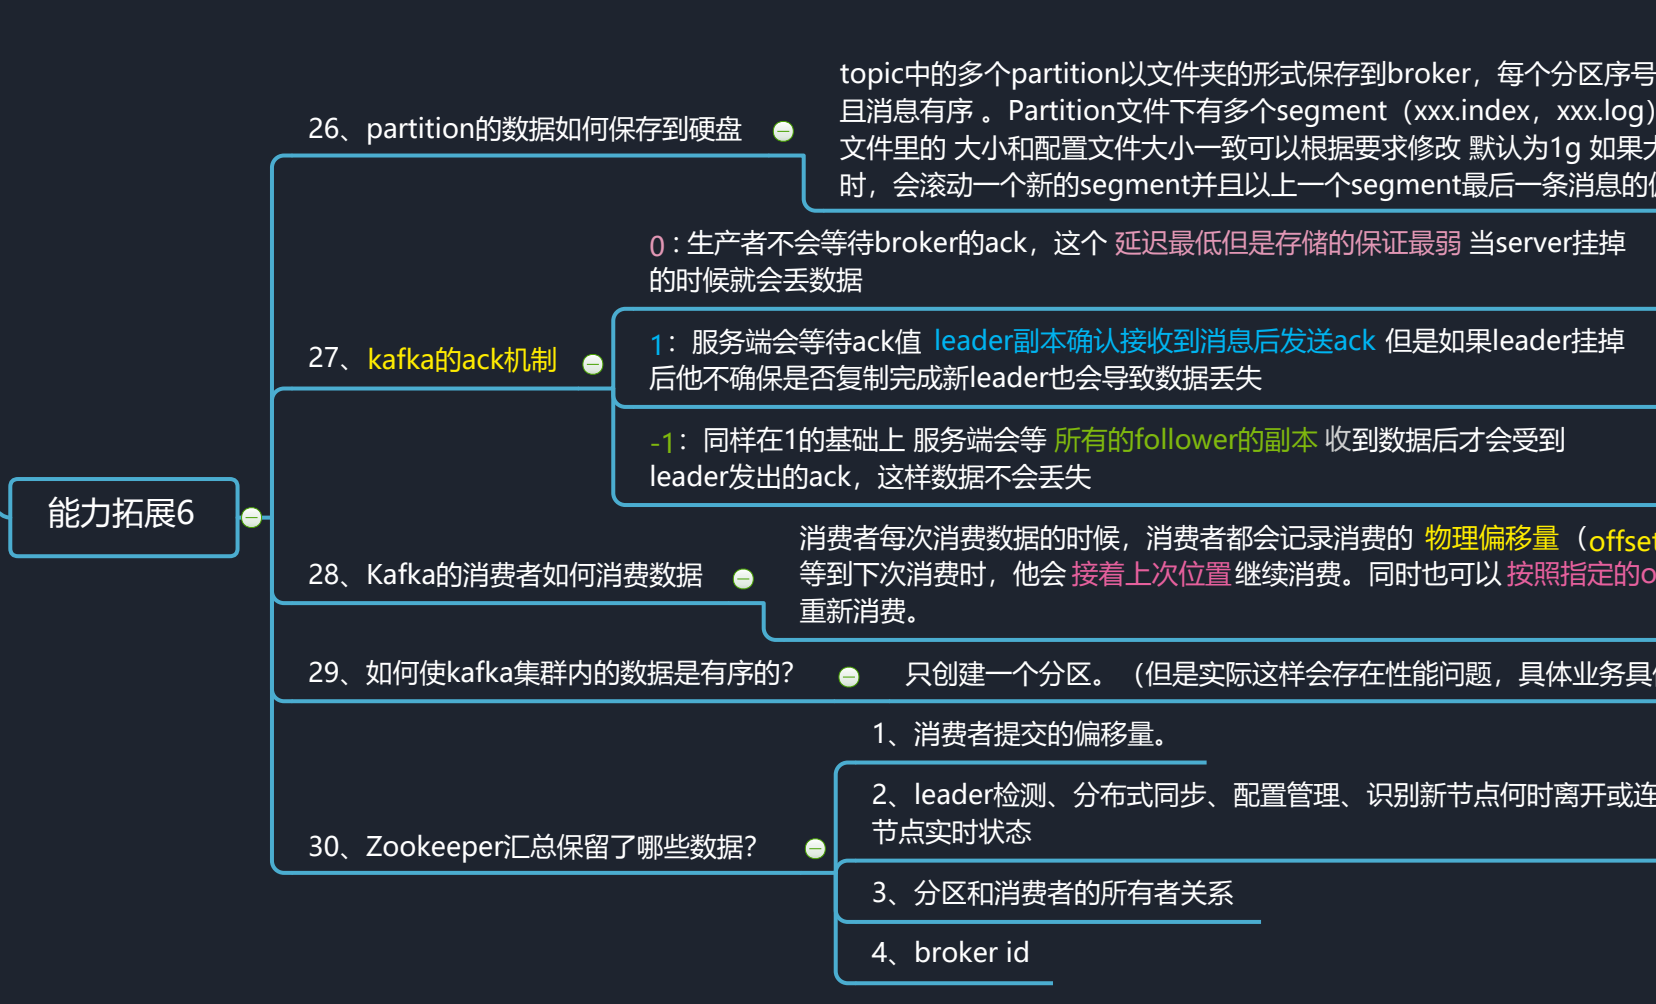 能力拓展6
26、partition的数据如何保存到硬盘
topic中的多个partition以文件夹的形式保存到broker，每个分区序号
且消息有序 。Partition文件下有多个segment（xxx.index，xxx.log）
文件里的 大小和配置文件大小一致可以根据要求修改 默认为1g 如果大
时，会滚动一个新的segment并且以上一个segment最后一条消息的偏
27、kafka的ack机制
0 : 生产者不会等待broker的ack，这个 延迟最低但是存储的保证最弱 当server挂掉
的时候就会丢数据
1：服务端会等待ack值 leader副本确认接收到消息后发送ack 但是如果leader挂掉
后他不确保是否复制完成新leader也会导致数据丢失
-1：同样在1的基础上 服务端会等 所有的follower的副本 收到数据后才会受到
leader发出的ack，这样数据不会丢失
28、Kafka的消费者如何消费数据
消费者每次消费数据的时候，消费者都会记录消费的 物理偏移量 （offset
等到下次消费时，他会 接着上次位置 继续消费。同时也可以 按照指定的o
重新消费。
29、如何使kafka集群内的数据是有序的？
只创建一个分区。（但是实际这样会存在性能问题，具体业务具体
30、Zookeeper汇总保留了哪些数据？
1、消费者提交的偏移量。
2、leader检测、分布式同步、配置管理、识别新节点何时离开或连
节点实时状态
3、分区和消费者的所有者关系
4、broker id